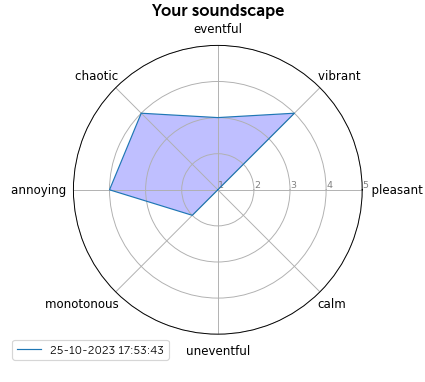 Your soundscape
eventful
chaotic
vibrant
annoying
1
2
3
4
5
pleasant
monotonous
calm
uneventful
25-10-2023 17:53:43